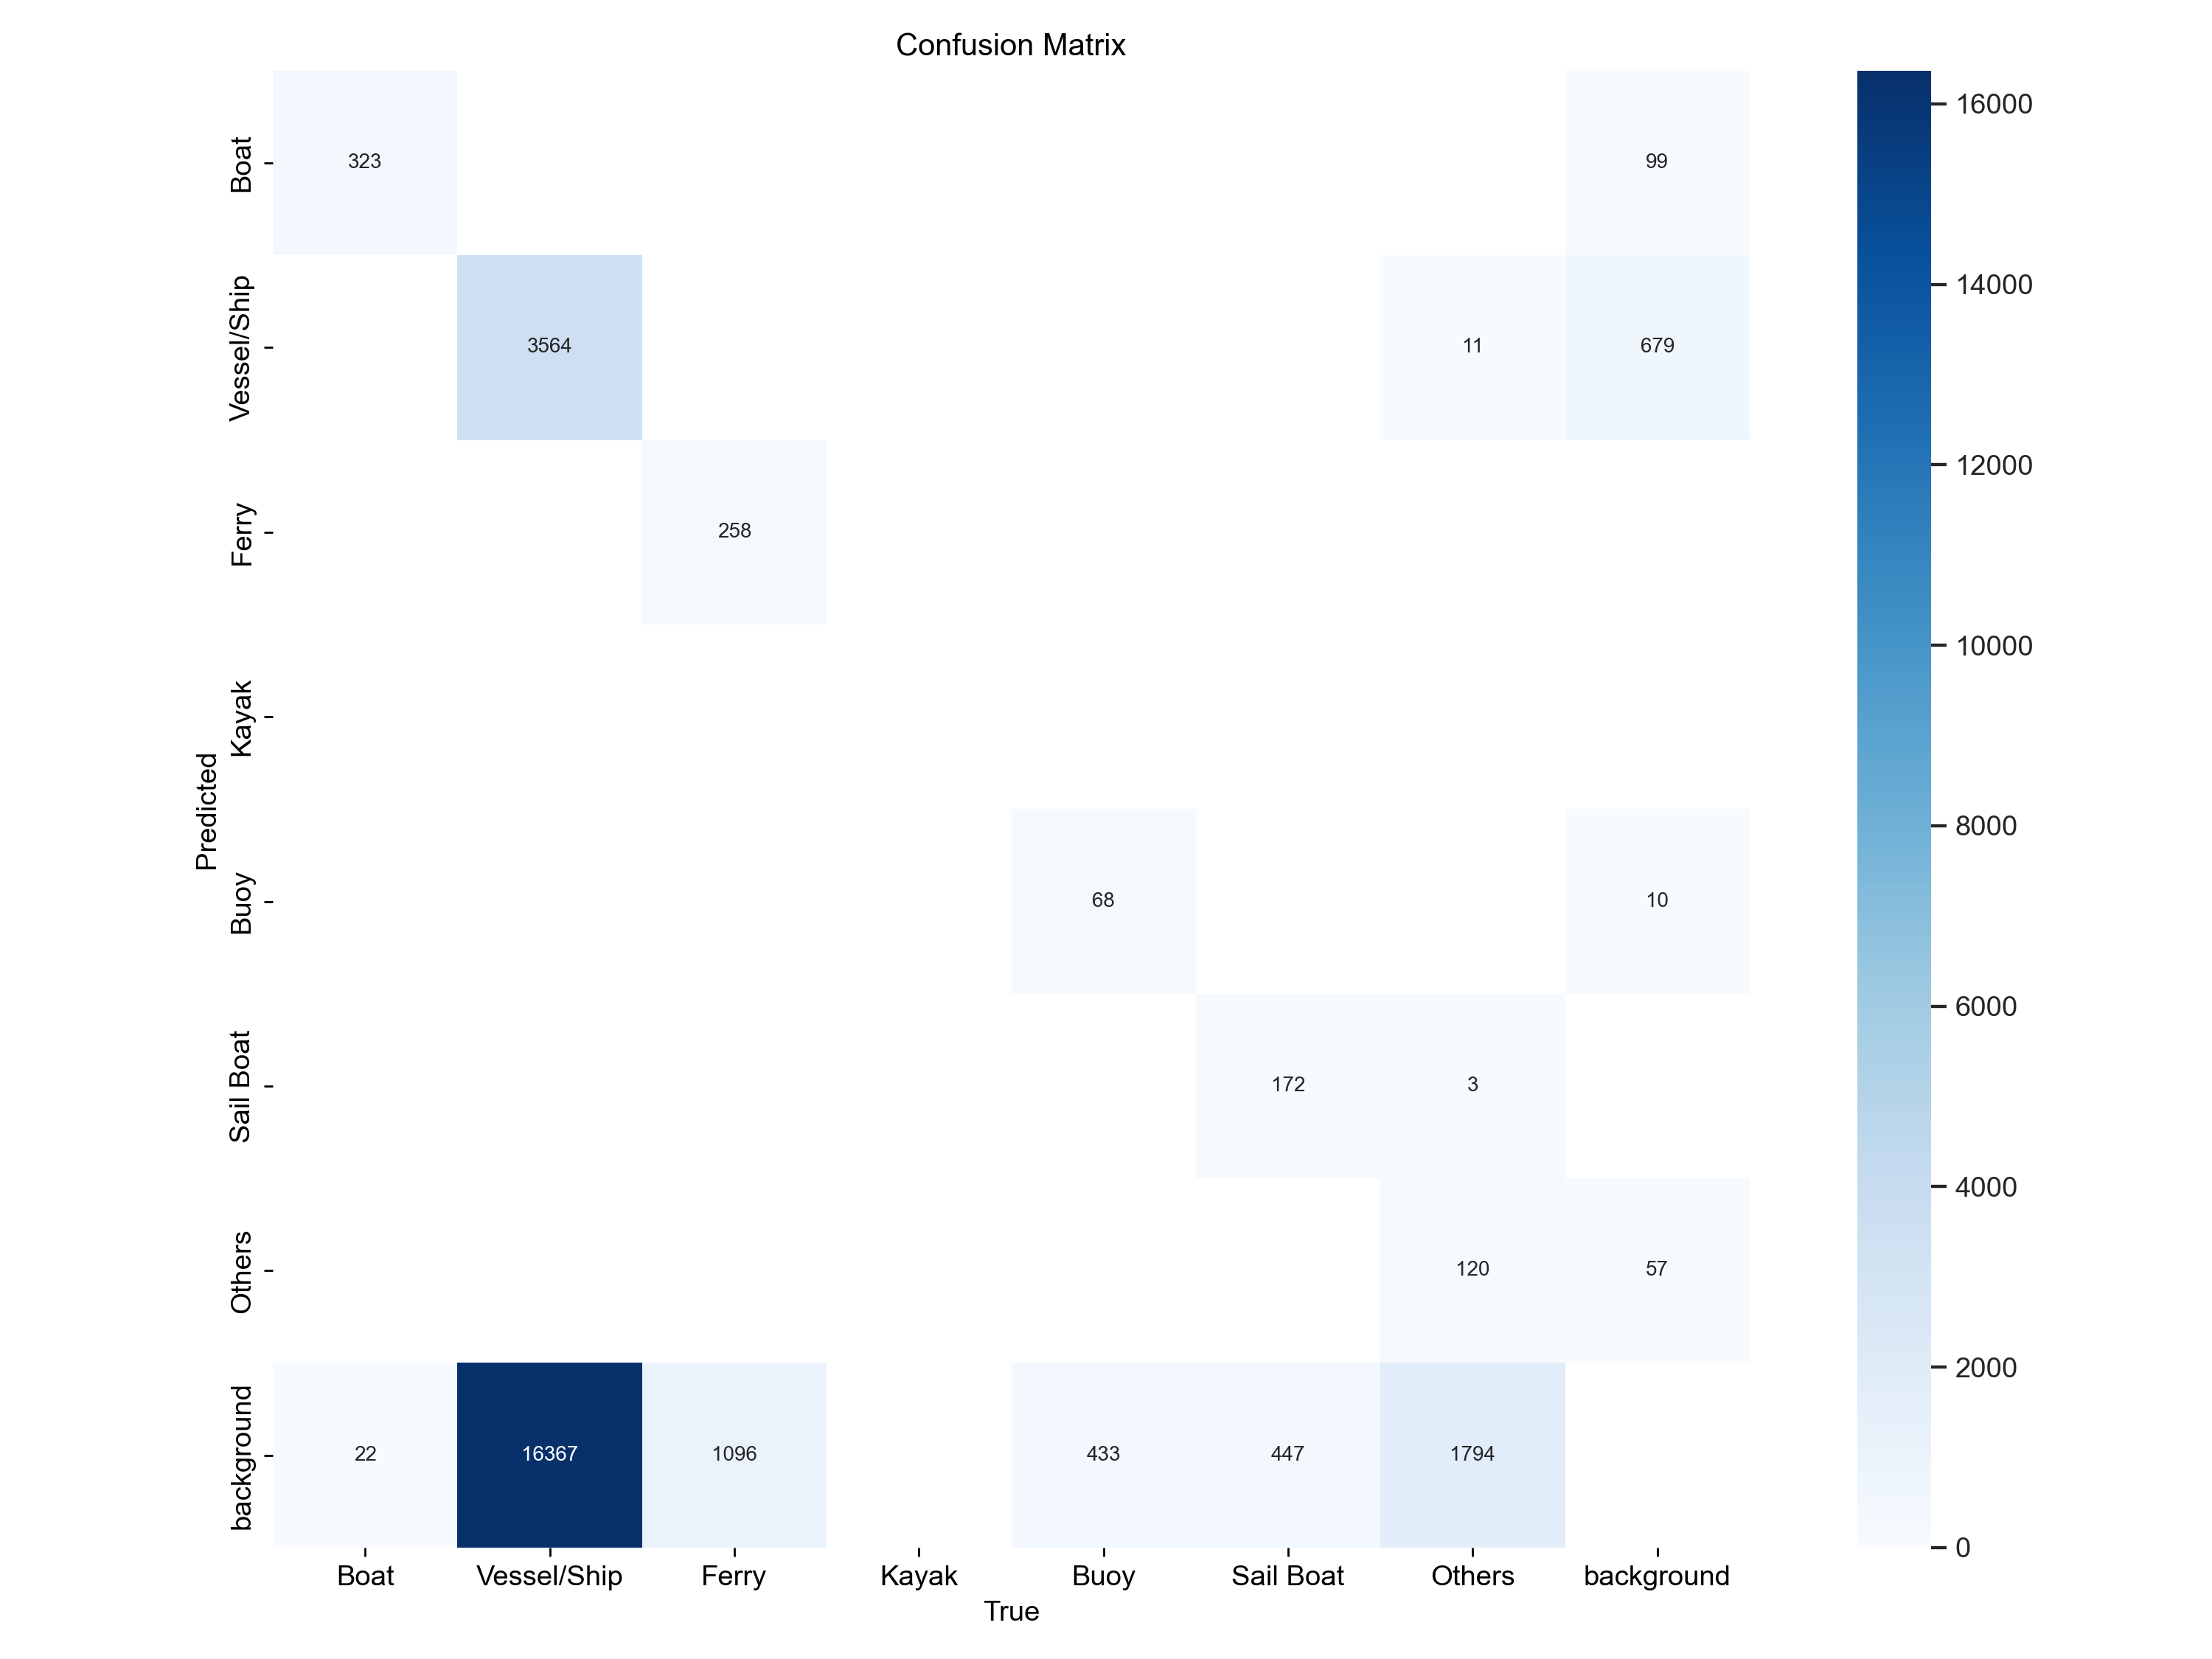 Confusion Matrix
Boat
323
99
16000
14000
Vessel/Ship
3564
11
679
12000
Ferry
258
10000
Kayak
Predicted
8000
Buoy
68
10
6000
Sail Boat
172
3
4000
Others
120
57
2000
background
22
16367
1096
433
447
1794
0
Boat
Vessel/Ship
Ferry
Kayak
Buoy
Sail Boat
Others
background
True